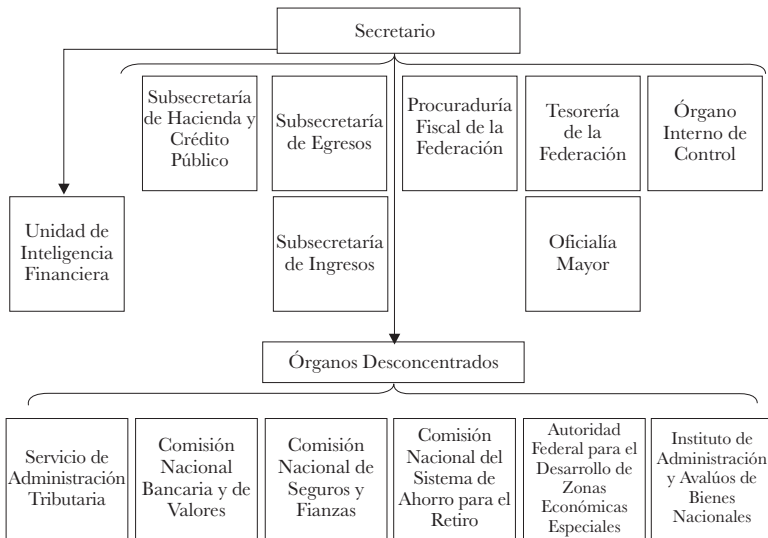 Secretario
Subsecretaría
de Hacienda y
Crédito
Público
Subsecretaría
de Egresos
Procuraduría
Fiscal de la
Federación
Tesorería
de la
Federación
Órgano
Interno de
Control
Unidad de
Inteligencia
Financiera
Subsecretaría
de Ingresos
Oficialía
Mayor
Órganos Desconcentrados
Servicio de
Administración
Tributaria
Comisión
Nacional
Bancaria y de
Valores
Comisión
Nacional de
Seguros y
Fianzas
Comisión
Nacional del
Sistema de
Ahorro para el
Retiro
Autoridad
Federal para el
Desarrollo de
Zonas
Económicas
Especiales
Instituto de
Administración
y Avalúos de
Bienes
Nacionales